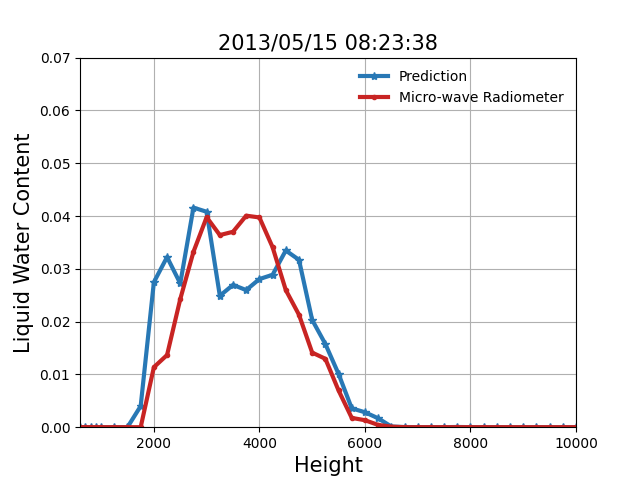 2013/05/15 08:23:38
0.07
0.06
0.05
0.04
0.03
0.02
0.01
0.00
Liquid Water Content
Prediction
Micro-wave Radiometer
2000 4000 6000 8000 10000
Height